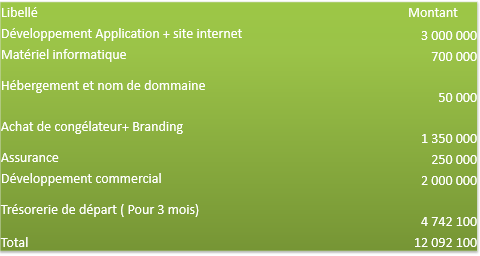 Libellé Montant
Développement Application + site internet 3 000 000
Matériel informatique 700 000
Hébergement et nom de dommaine
50 000
Achat de congélateur+ Branding
1 350 000
Assurance 250 000
Développement commercial 2 000 000
Trésorerie de départ ( Pour 3 mois)
4 742 100
Total 12 092 100